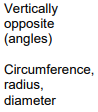 Vertically
opposite
(angles)
Circumference,
radius,
diameter